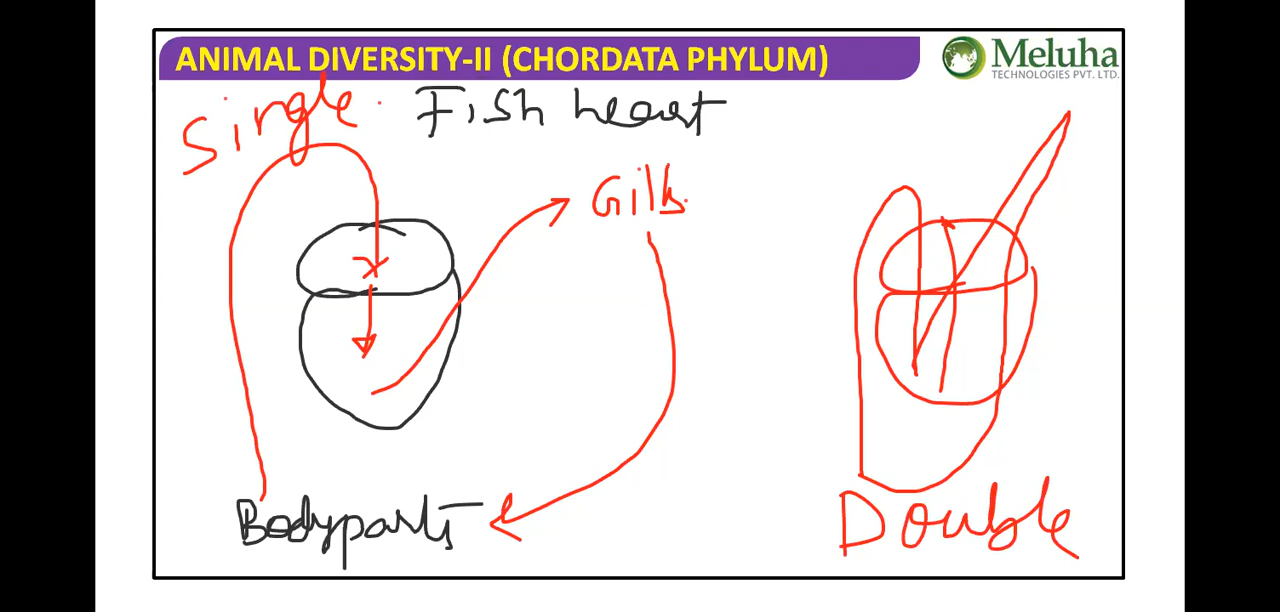 ANIMAL DIVERSITY-II (CHORDATA PHYLUM)
Meluha
TECHNOLOGIES PVT. LTD.
Single. Fish heart
Gills.
Bodyparts
Double